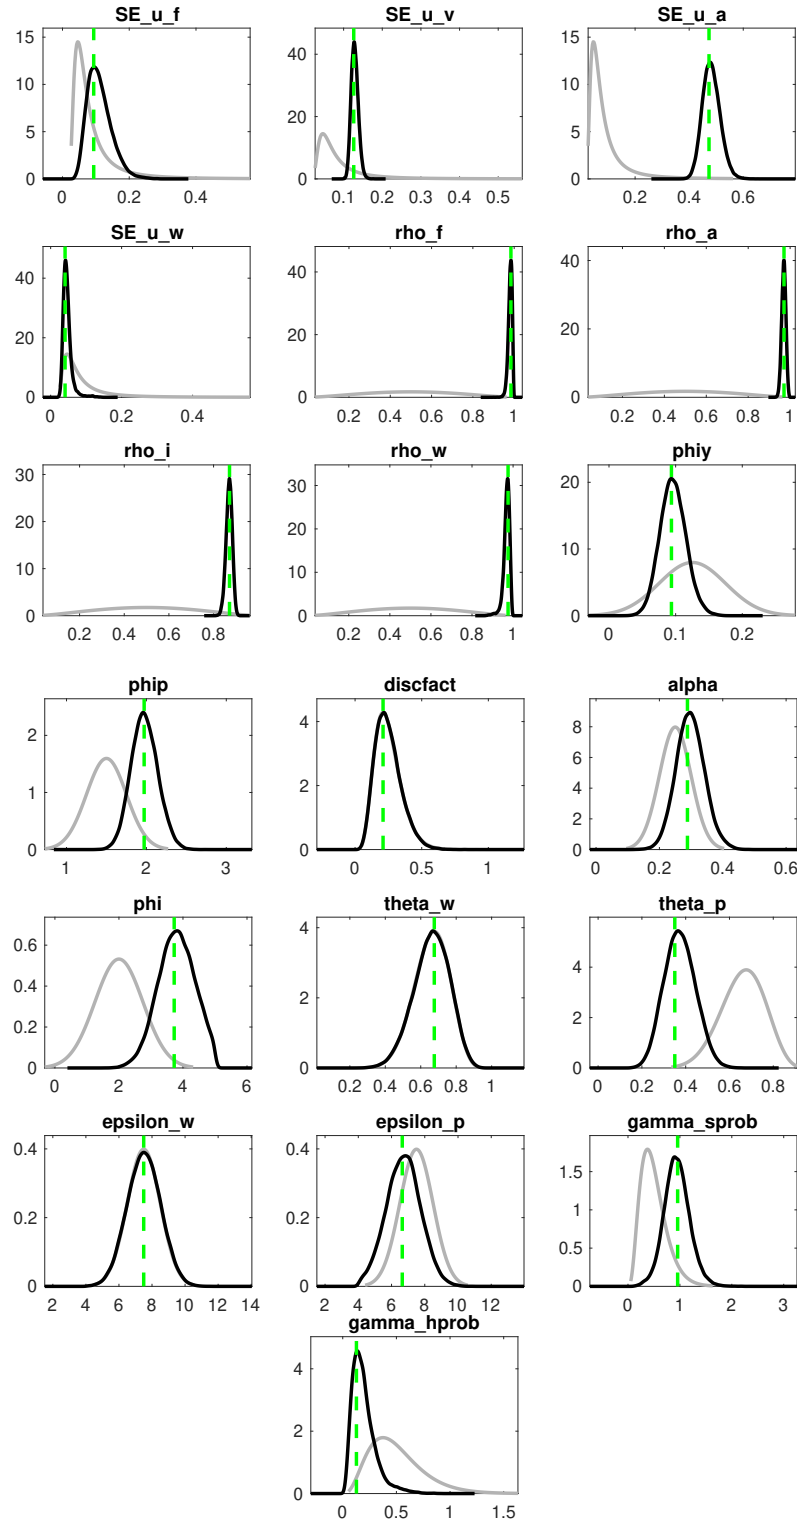 SE_u_f SE_u_v SE_u_a
15 10 5 0 0 0.2 0.4
40 20 0 0.1 0.2 0.3 0.4 0.5
15 10 5 0 0.2 0.4 0.6
SE_u_w rho_f rho_a
40 20 0 0 0.2 0.4
40 20 0 0.2 0.4 0.6 0.8 1
40 20 0 0.2 0.4 0.6 0.8 1
rho_i rho_w phiy
30 20 10 0 0.2 0.4 0.6 0.8
30 20 10 0 0.2 0.4 0.6 0.8 1
20 10 0 0 0.1 0.2
phip discfact alpha
2 1 0 1 2 3
4 2 0 0 0.5 1
8 6 4 2 0 0 0.2 0.4 0.6
phi theta_w theta_p
0.6 0.4 0.2 0 0 2 4 6
4 2 0 0.2 0.4 0.6 0.8 1
4 2 0 0 0.2 0.4 0.6 0.8
epsilon_w epsilon_p gamma_sprob
0.4 0.2 0 2 4 6 8 10 12 14
0.4 0.2 0 2 4 6 8 10 12
1.5 1 0.5 0 0 1 2 3
gamma_hprob
4 2 0 0 0.5 1 1.5